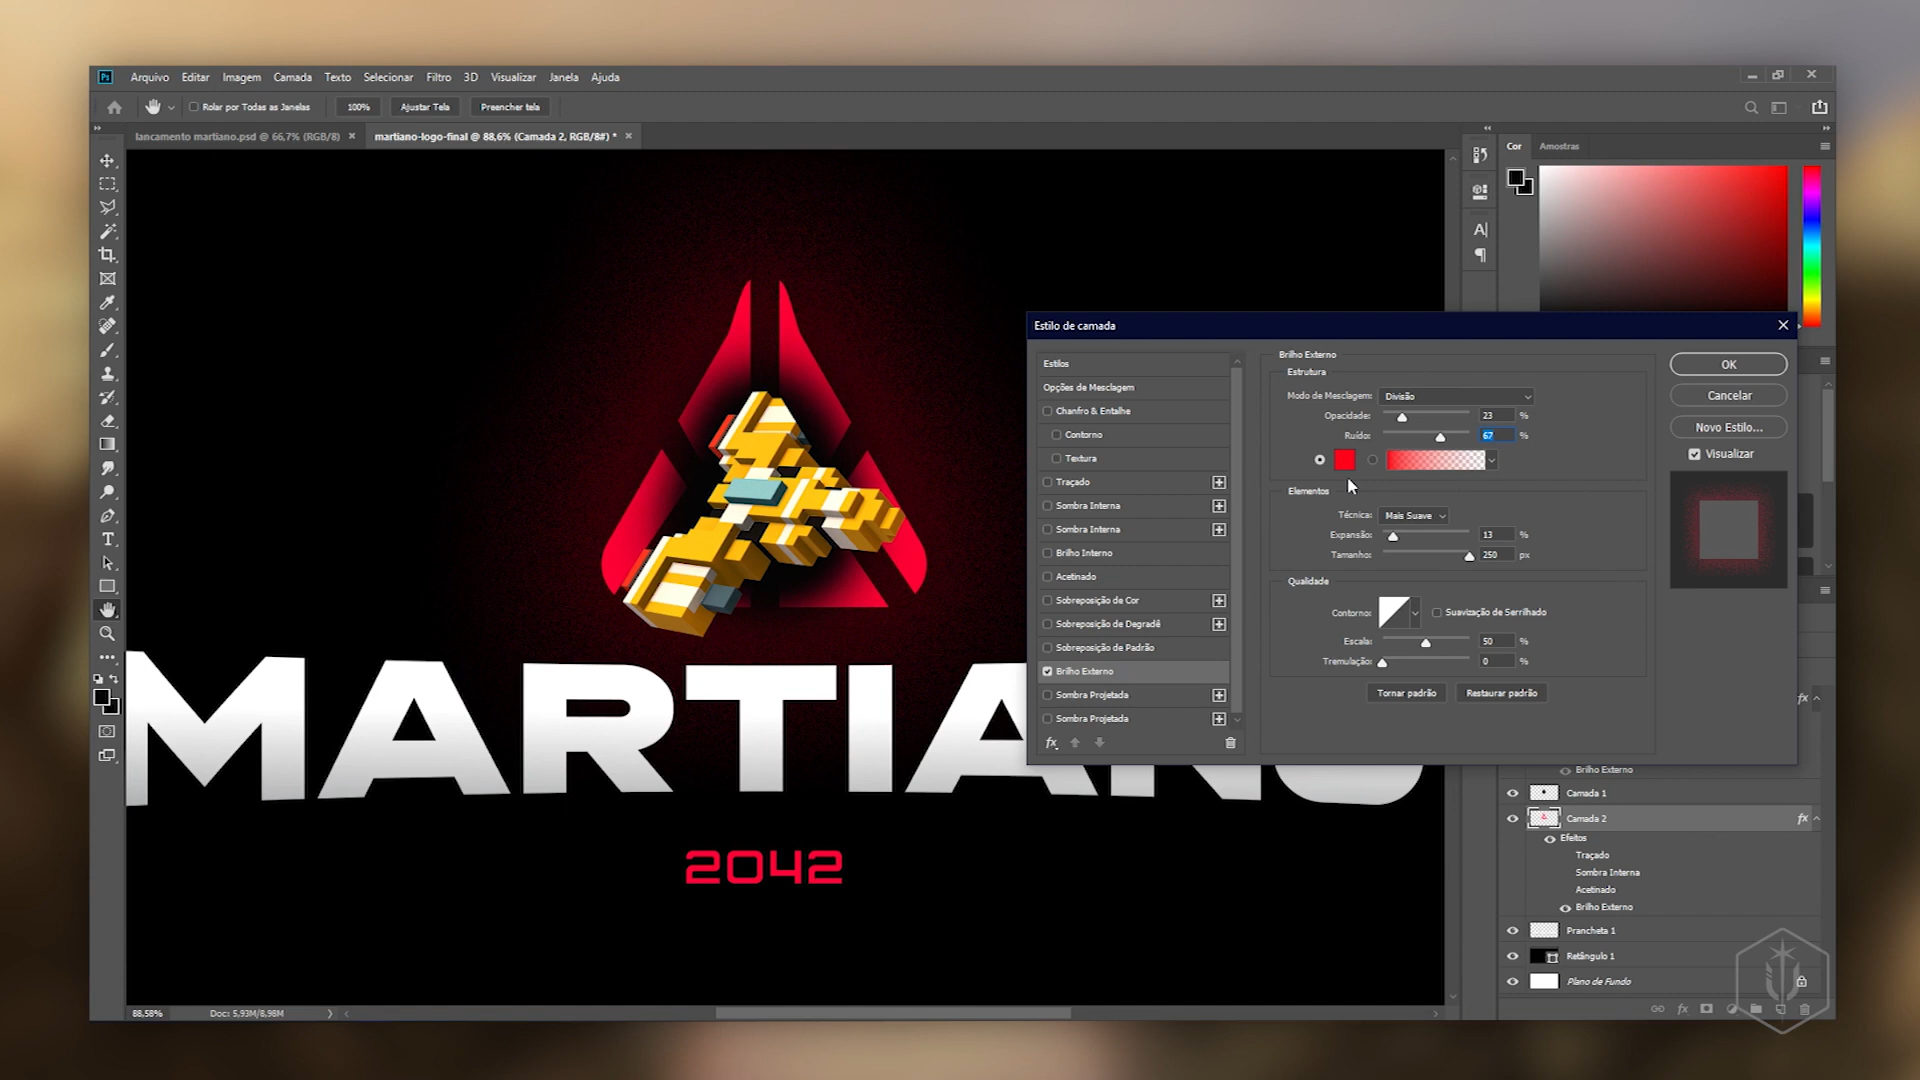 Ps Arquivo Editar Imagem Camada Texto Selecionar Filtro 3D Visualizar Janela Ajuda
Rolar por Todas as Janelas 100% Ajustar Tela Preencher tela
lancamento martiano.psd @ 66,7% (RGB/8) × martiano-logo-final @ 88,6% (Camada 2, RGB/8#) * ×
Cor Amostras
MARTIANO
2042
Estilo de camada
Estilos
Opções de Mesclagem
Chanfro & Entalhe
Contorno
Textura
Traçado
Sombra Interna
Sombra Interna
Brilho Interno
Acetinado
Sobreposição de Cor
Sobreposição de Degradê
Sobreposição de Padrão
Brilho Externo
Sombra Projetada
Sombra Projetada
fx
Brilho Externo
Estrutura
Modo de Mesclagem: Divisão
Opacidade: 23 %
Ruído: 67 %
Elementos
Técnica: Mais Suave
Expansão: 13 %
Tamanho: 250 px
Qualidade
Contorno: Suavização de Serrilhado
Escala: 50 %
Tremulação: 0 %
Tornar padrão Restaurar padrão
OK
Cancelar
Novo Estilo...
Visualizar
fx
Brilho Externo
Camada 1
Camada 2 fx
Efeitos
Traçado
Sombra Interna
Acetinado
Brilho Externo
Prancheta 1
Retângulo 1
Plano de Fundo
fx
88,58% Doc: 5,93M/8,98M